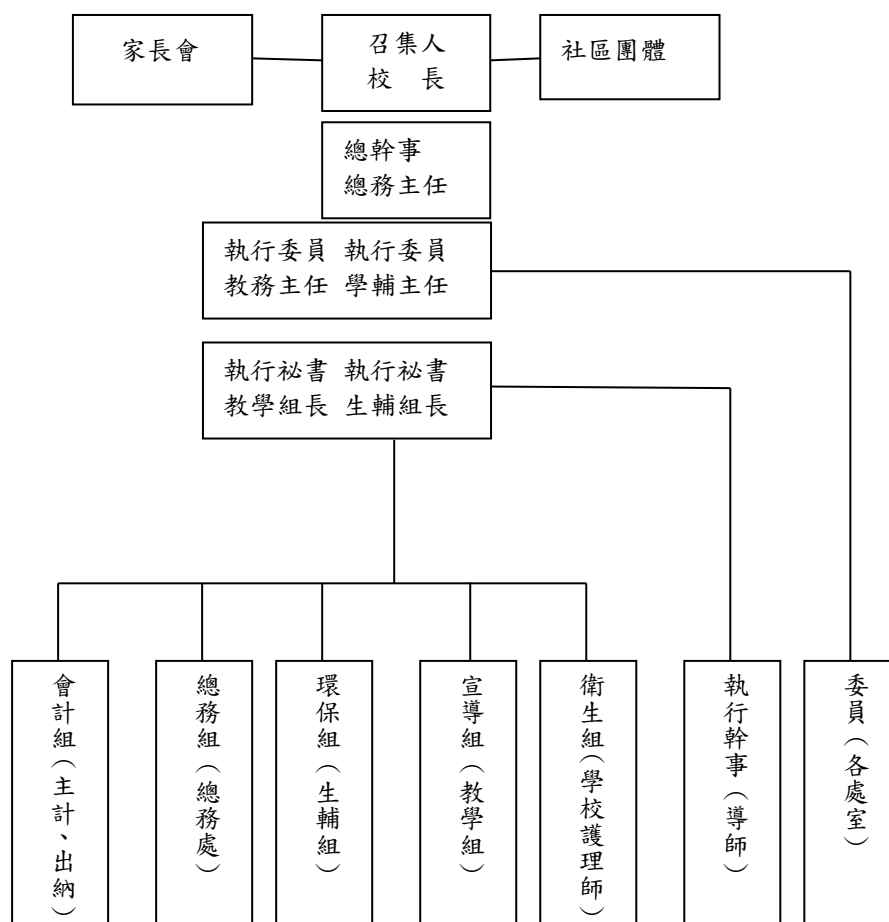 家長會
召集人
校　長
社區團體
總幹事
總務主任
執行委員 執行委員
教務主任 學輔主任
執行祕書 執行祕書
教學組長 生輔組長
會計組（主計、出納）
總務組（總務處）
環保組（生輔組）
宣導組（教學組）
衛生組（學校護理師）
執行幹事（導師）
委員（各處室）